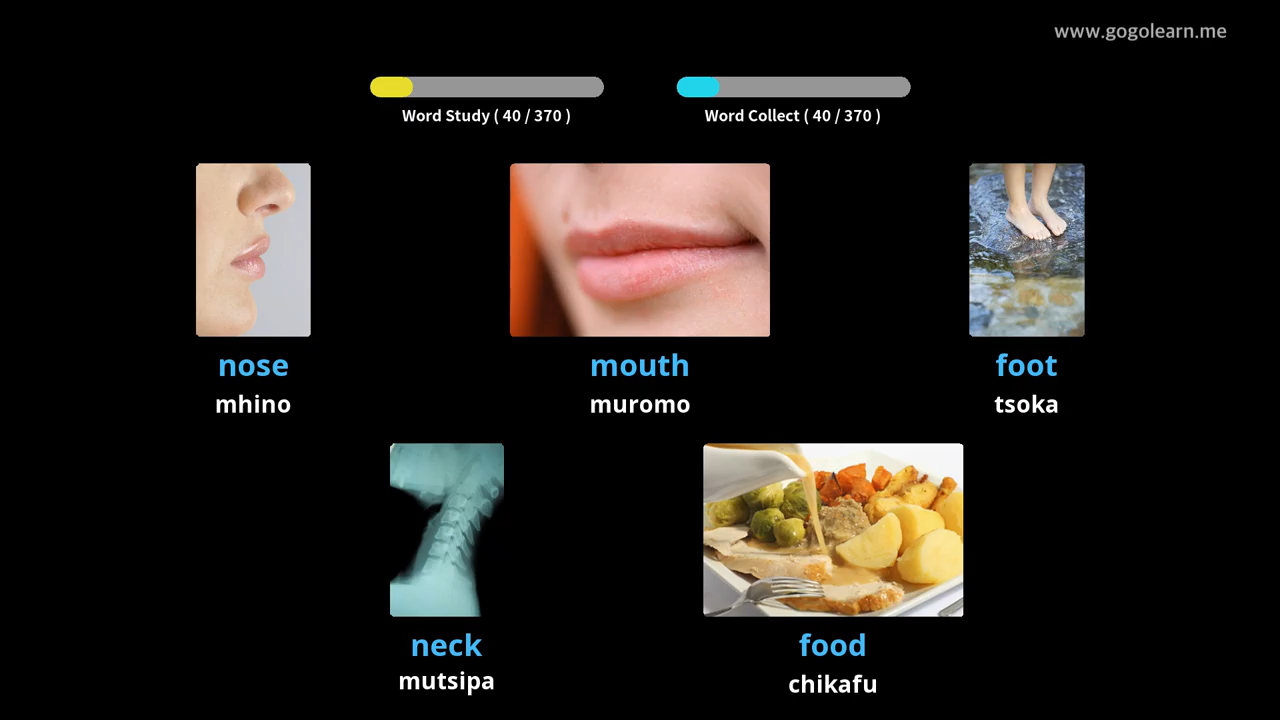 www.gogolearn.me
Word Study ( 40 / 370 )
Word Collect ( 40 / 370 )
nose
mhino
mouth
muromo
foot
tsoka
neck
mutsipa
food
chikafu